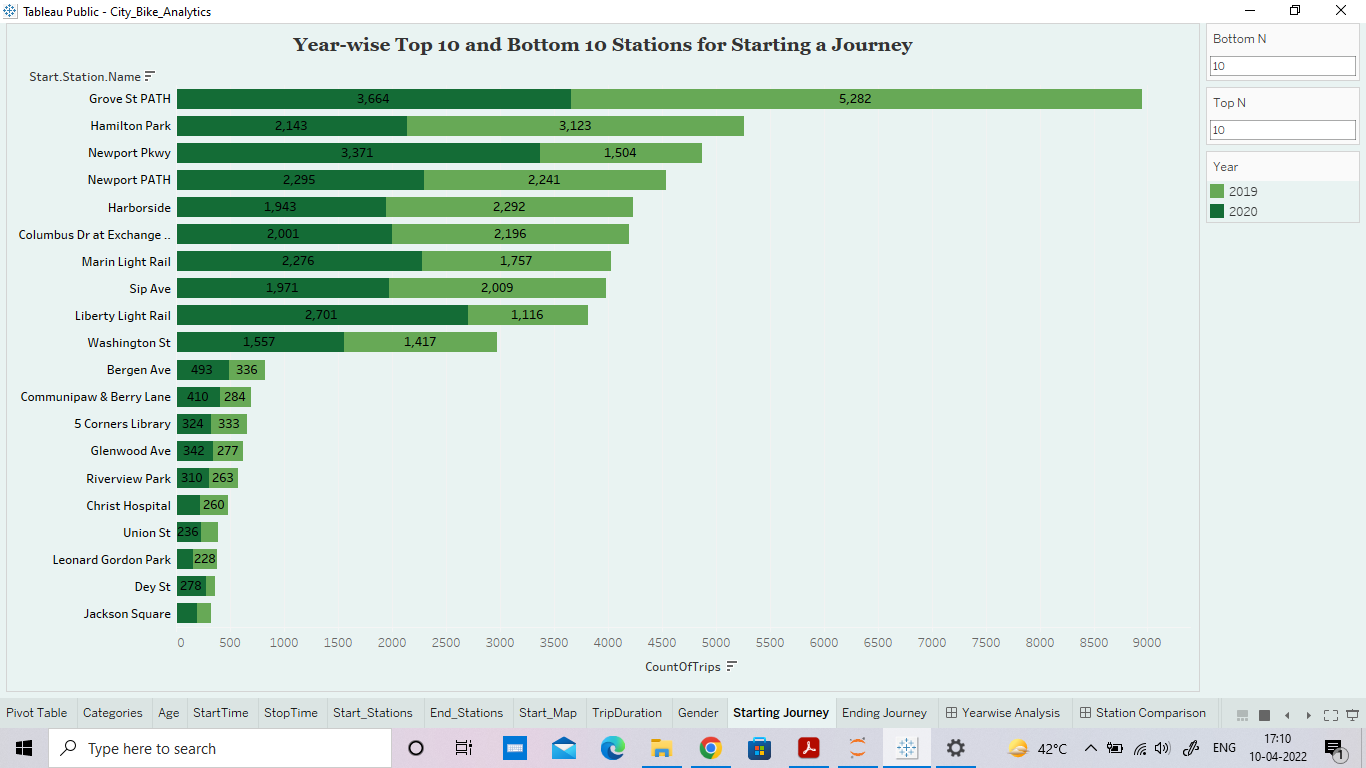 Tableau Public - City_Bike_Analytics
Year-wise Top 10 and Bottom 10 Stations for Starting a Journey
Bottom N
10
Top N
10
Year
2019
2020
Start.Station.Name
Grove St PATH 3,664 5,282
Hamilton Park 2,143 3,123
Newport Pkwy 3,371 1,504
Newport PATH 2,295 2,241
Harborside 1,943 2,292
Columbus Dr at Exchange .. 2,001 2,196
Marin Light Rail 2,276 1,757
Sip Ave 1,971 2,009
Liberty Light Rail 2,701 1,116
Washington St 1,557 1,417
Bergen Ave 493 336
Communipaw & Berry Lane 410 284
5 Corners Library 324 333
Glenwood Ave 342 277
Riverview Park 310 263
Christ Hospital 260
Union St 236
Leonard Gordon Park 228
Dey St 278
Jackson Square
0 500 1000 1500 2000 2500 3000 3500 4000 4500 5000 5500 6000 6500 7000 7500 8000 8500 9000
CountOfTrips
Pivot Table Categories Age StartTime StopTime Start_Stations End_Stations Start_Map TripDuration Gender Starting Journey Ending Journey Yearwise Analysis Station Comparison
Type here to search 42°C ENG 17:10
10-04-2022 1